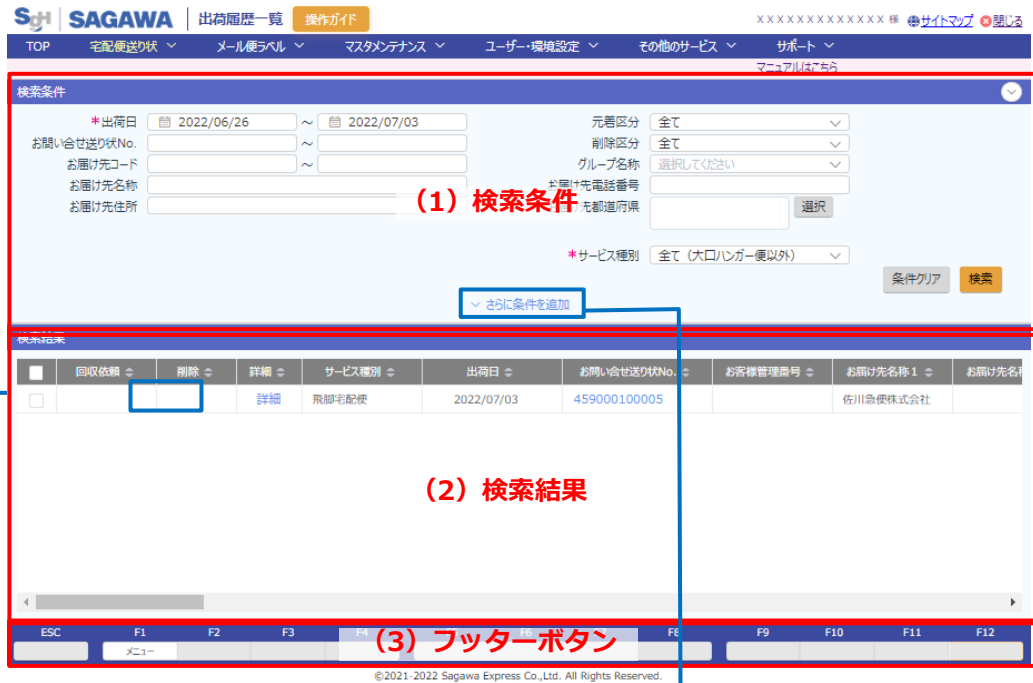 SgH SAGAWA 出荷履歴一覧 操作ガイド XXXXXXXXXXXXX 様 サイトマップ 閉じる
TOP 宅配便送り状 メール便ラベル マスタメンテナンス ユーザー・環境設定 その他のサービス サポート
マニュアルはこちら
検索条件
*出荷日 2022/06/26 ~ 2022/07/03 元着区分 全て
お問い合せ送り状No. ~ 削除区分 全て
お届け先コード ~ グループ名称 選択してください
お届け先名称 お届け先電話番号
お届け先住所 (1)検索条件 先都道府県 選択
*サービス種別 全て(大口ハンガー便以外)
条件クリア 検索
さらに条件を追加
検索結果
回収依頼 削除 詳細 サービス種別 出荷日 お問い合せ送り状No. お客様管理番号 お届け先名称1 お届け先名
詳細 飛脚宅配便 2022/07/03 459000100005 佐川急便株式会社
(2)検索結果
ESC F1 F2 F3 F4 F6 F8 F9 F10 F11 F12
メニュー (3)フッターボタン
©2021-2022 Sagawa Express Co.,Ltd. All Rights Reserved.